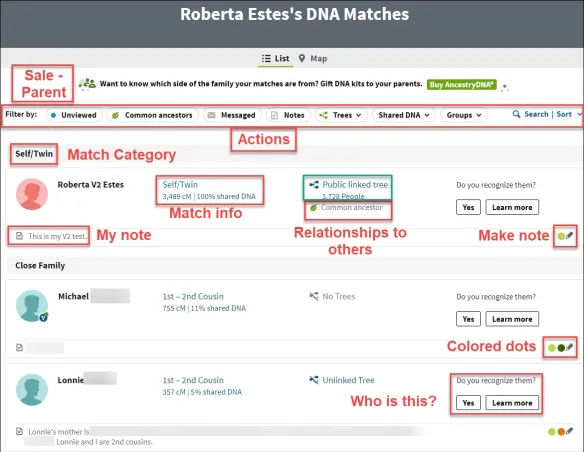 Roberta Estes's DNA Matches
List Map
Sale - Parent
Want to know which side of the family your matches are from? Gift DNA kits to your parents. Buy AncestryDNA®
Filter by: Unviewed Common ancestors Messaged Notes Trees Shared DNA Groups Search | Sort
Actions
Self/Twin Match Category
Roberta V2 Estes Self/Twin Public linked tree Do you recognize them?
3,489 cM | 100% shared DNA 3,728 People
Common ancestor Yes Learn more
Match info
Relationships to others
This is my V2 test. My note Make note
Close Family
Michael 1st – 2nd Cousin No Trees Do you recognize them?
755 cM | 11% shared DNA
Yes Learn more
Colored dots
Lonnie 1st – 2nd Cousin Unlinked Tree Do you recognize them?
357 cM | 5% shared DNA
Who is this? Yes Learn more
Lonnie's mother is
Lonnie and I are 2nd cousins.